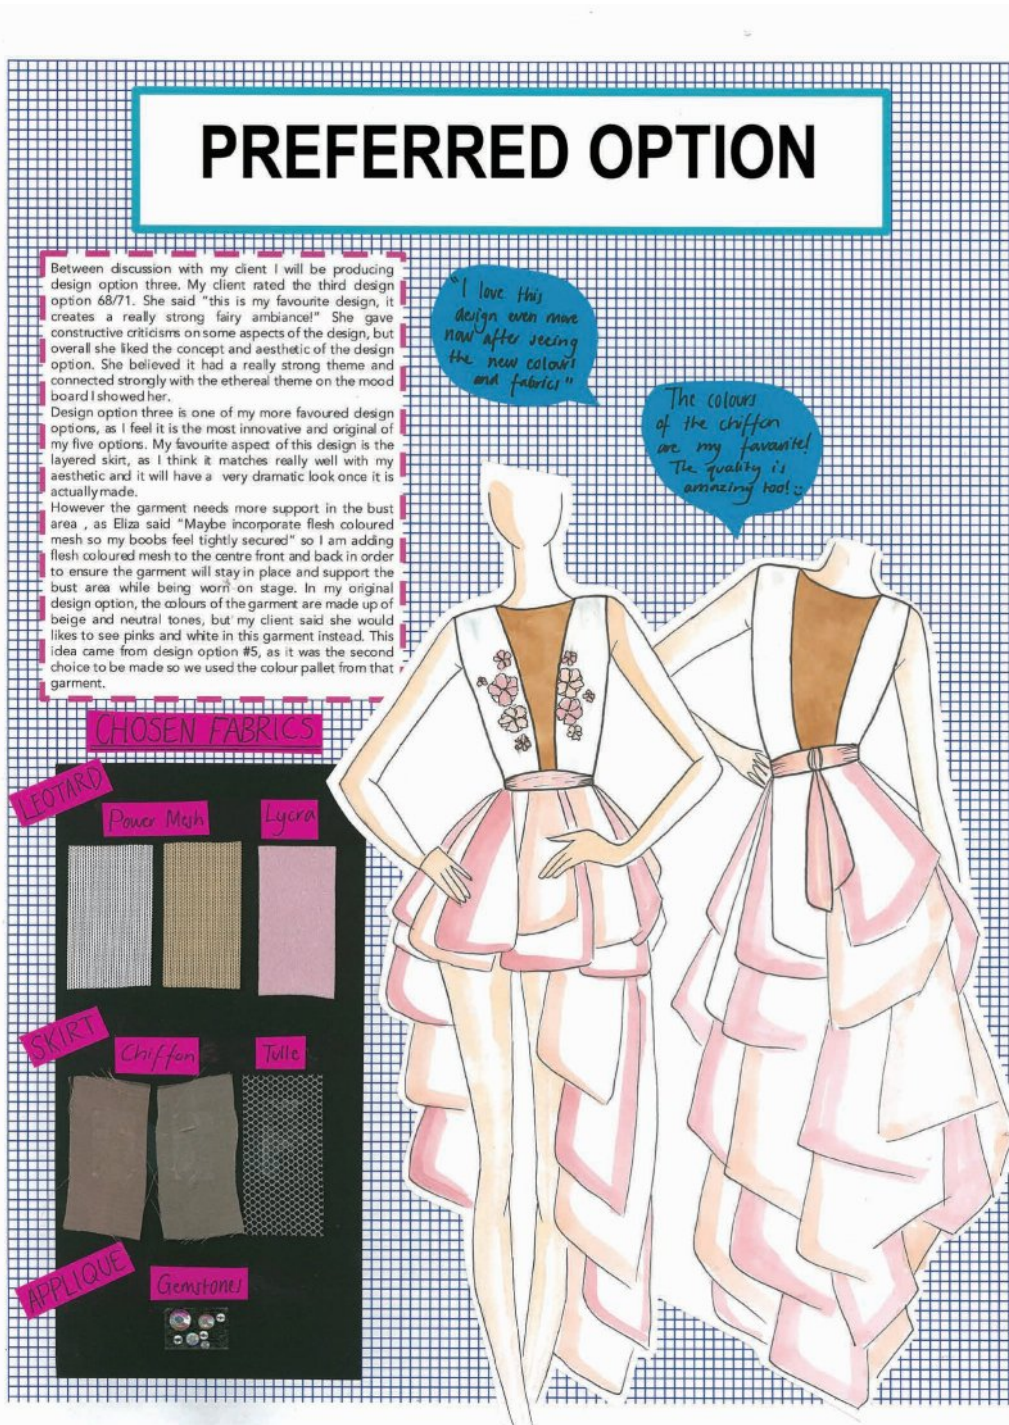 PREFERRED OPTION
Between discussion with my client I will be producing
design option three. My client rated the third design
option 68/71. She said "this is my favourite design, it
creates a really strong fairy ambiance!" She gave
constructive criticisms on some aspects of the design, but
overall she liked the concept and aesthetic of the design
option. She believed it had a really strong theme and
connected strongly with the ethereal theme on the mood
board I showed her.
Design option three is one of my more favoured design
options, as I feel it is the most innovative and original of
my five options. My favourite aspect of this design is the
layered skirt, as I think it matches really well with my
aesthetic and it will have a very dramatic look once it is
actually made.
However the garment needs more support in the bust
area , as Eliza said "Maybe incorporate flesh coloured
mesh so my boobs feel tightly secured" so I am adding
flesh coloured mesh to the centre front and back in order
to ensure the garment will stay in place and support the
bust area while being worn on stage. In my original
design option, the colours of the garment are made up of
beige and neutral tones, but my client said she would
likes to see pinks and white in this garment instead. This
idea came from design option #5, as it was the second
choice to be made so we used the colour pallet from that
garment.
"I love this
design even more
now after seeing
the new colours
and fabrics"
The colours
of the chiffon
are my favourite!
The quality is
amazing too! :)
CHOSEN FABRICS
LEOTARD
Power Mesh
Lycra
SKIRT
Chiffon
Tulle
APPLIQUE
Gemstones